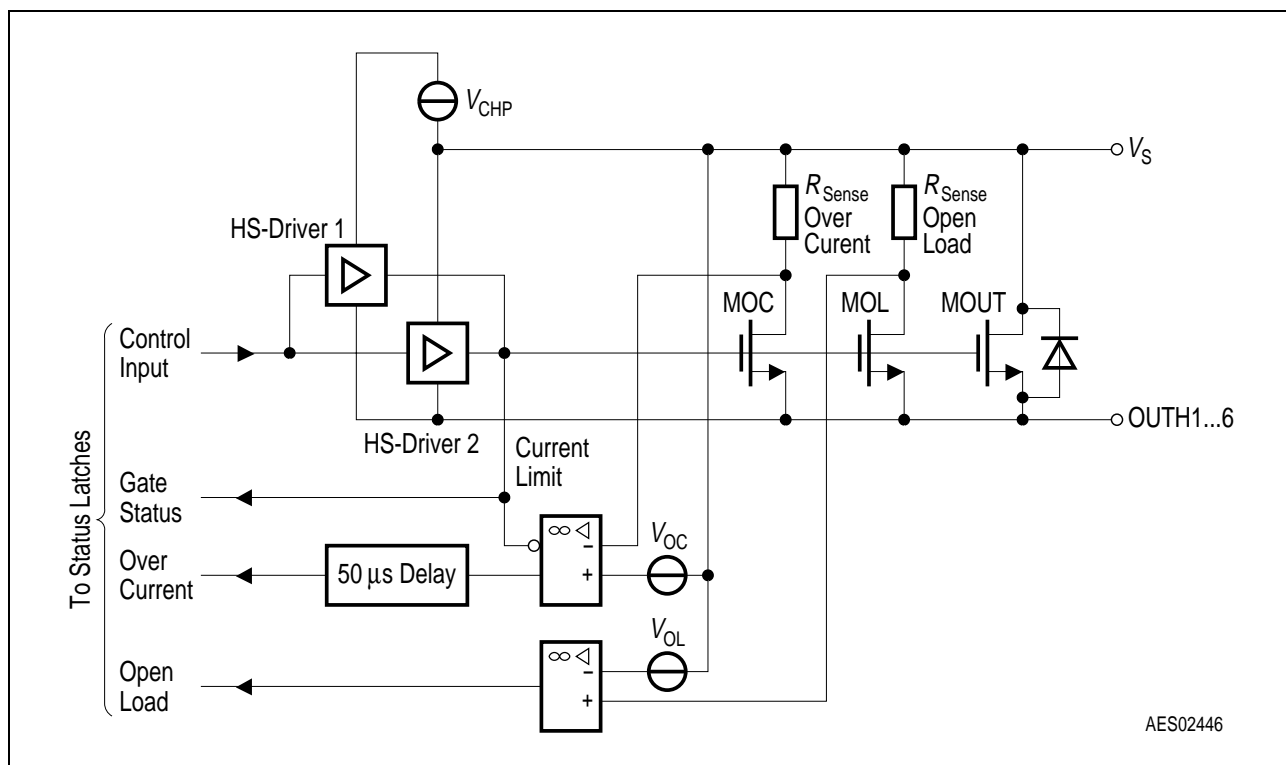 V_CHP
V_S
R_Sense
Over
Curent
R_Sense
Open
Load
HS-Driver 1
MOC
MOL
MOUT
Control
Input
OUTH1...6
HS-Driver 2
Current
Limit
To Status Latches
Gate
Status
∞ ◁
-
+
V_OC
Over
Current
50 µs Delay
V_OL
∞ ◁
-
+
Open
Load
AES02446